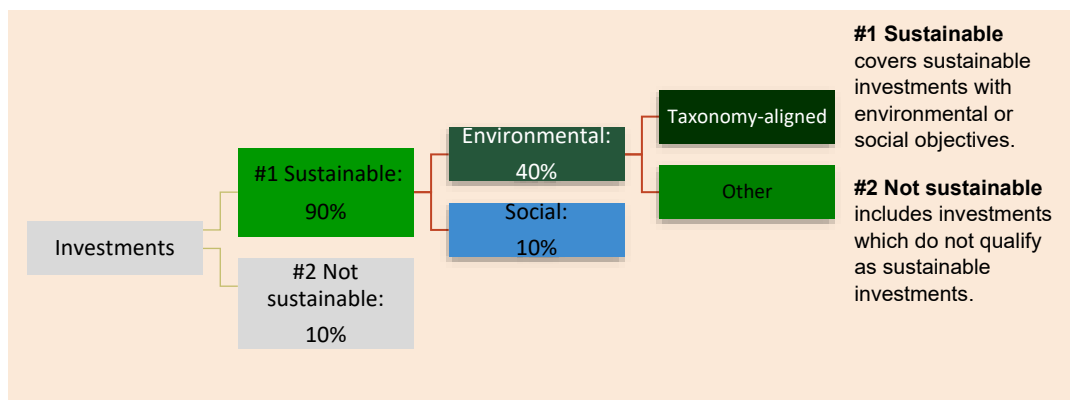 Investments
#1 Sustainable:
90%
#2 Not
sustainable:
10%
Environmental:
40%
Social:
10%
Taxonomy-aligned
Other
#1 Sustainable
covers sustainable
investments with
environmental or
social objectives.
#2 Not sustainable
includes investments
which do not qualify
as sustainable
investments.